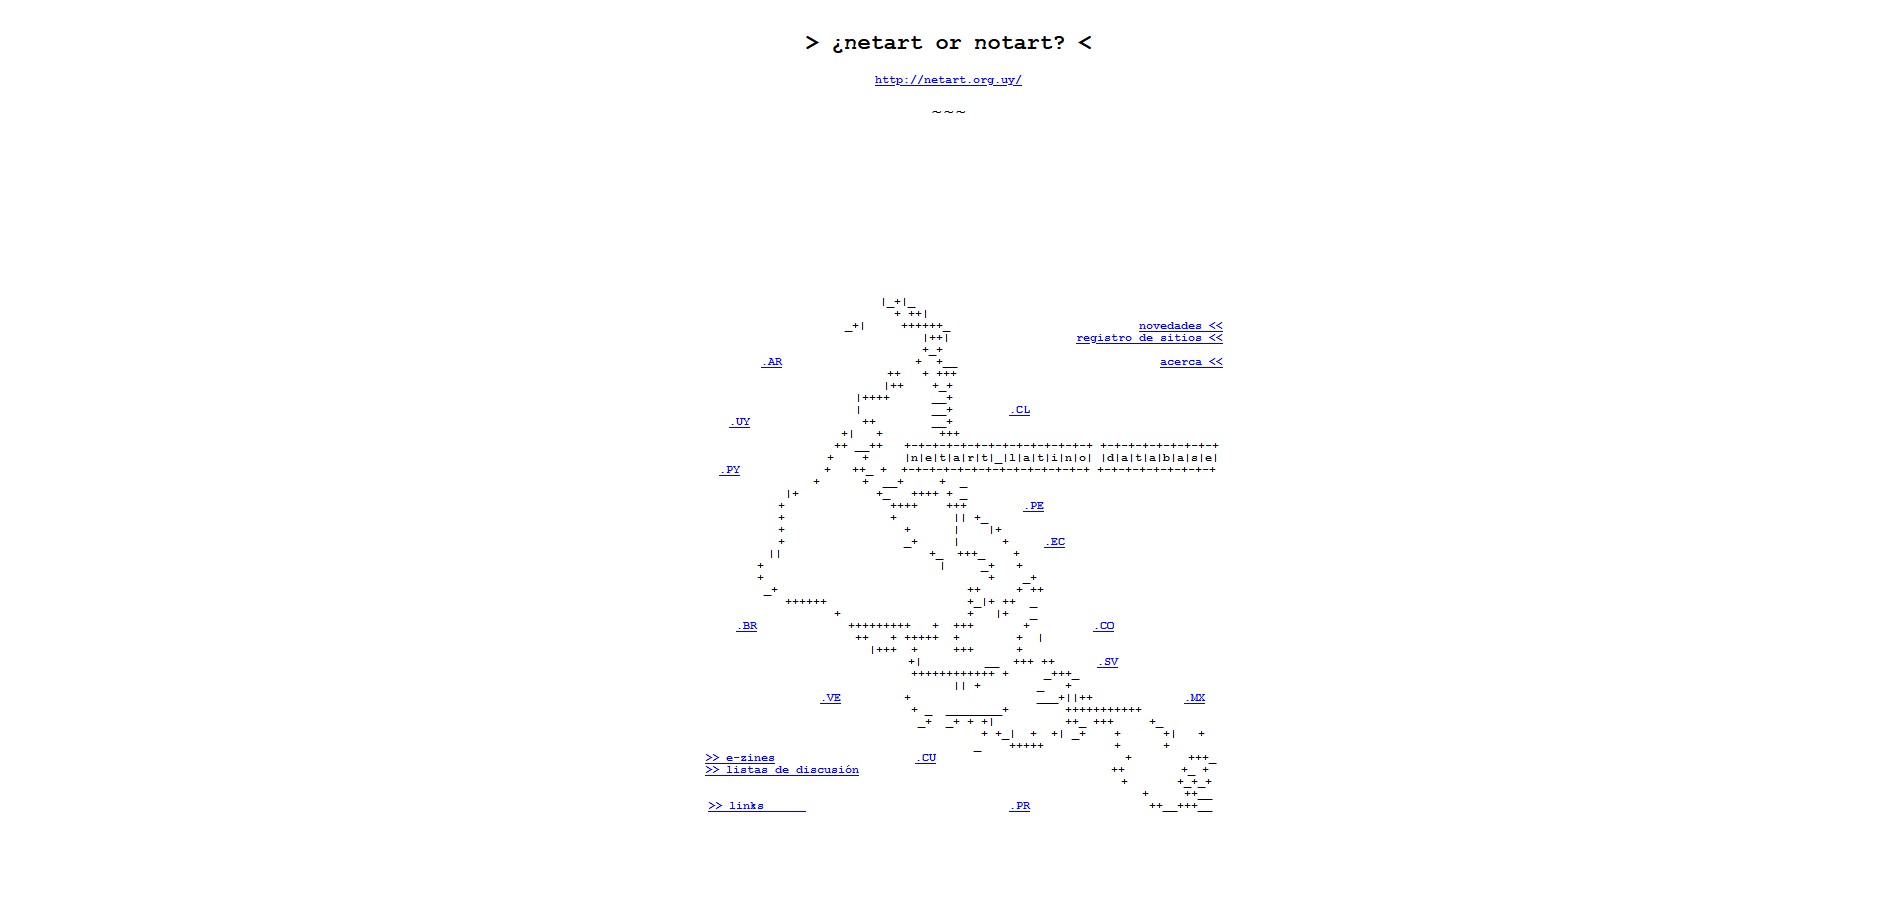 > ¿netart or notart? <
http://netart.org.uy/
~~~
novedades <<
registro de sitios <<
.AR
acerca <<
.CL
.UY
|n|e|t|a|r|t|_|l|a|t|i|n|o| |d|a|t|a|b|a|s|e|
.PY
.PE
.EC
.BR
.CO
.SV
.VE
.MX
>> e-zines
.CU
>> listas de discusión
>> links
.PR